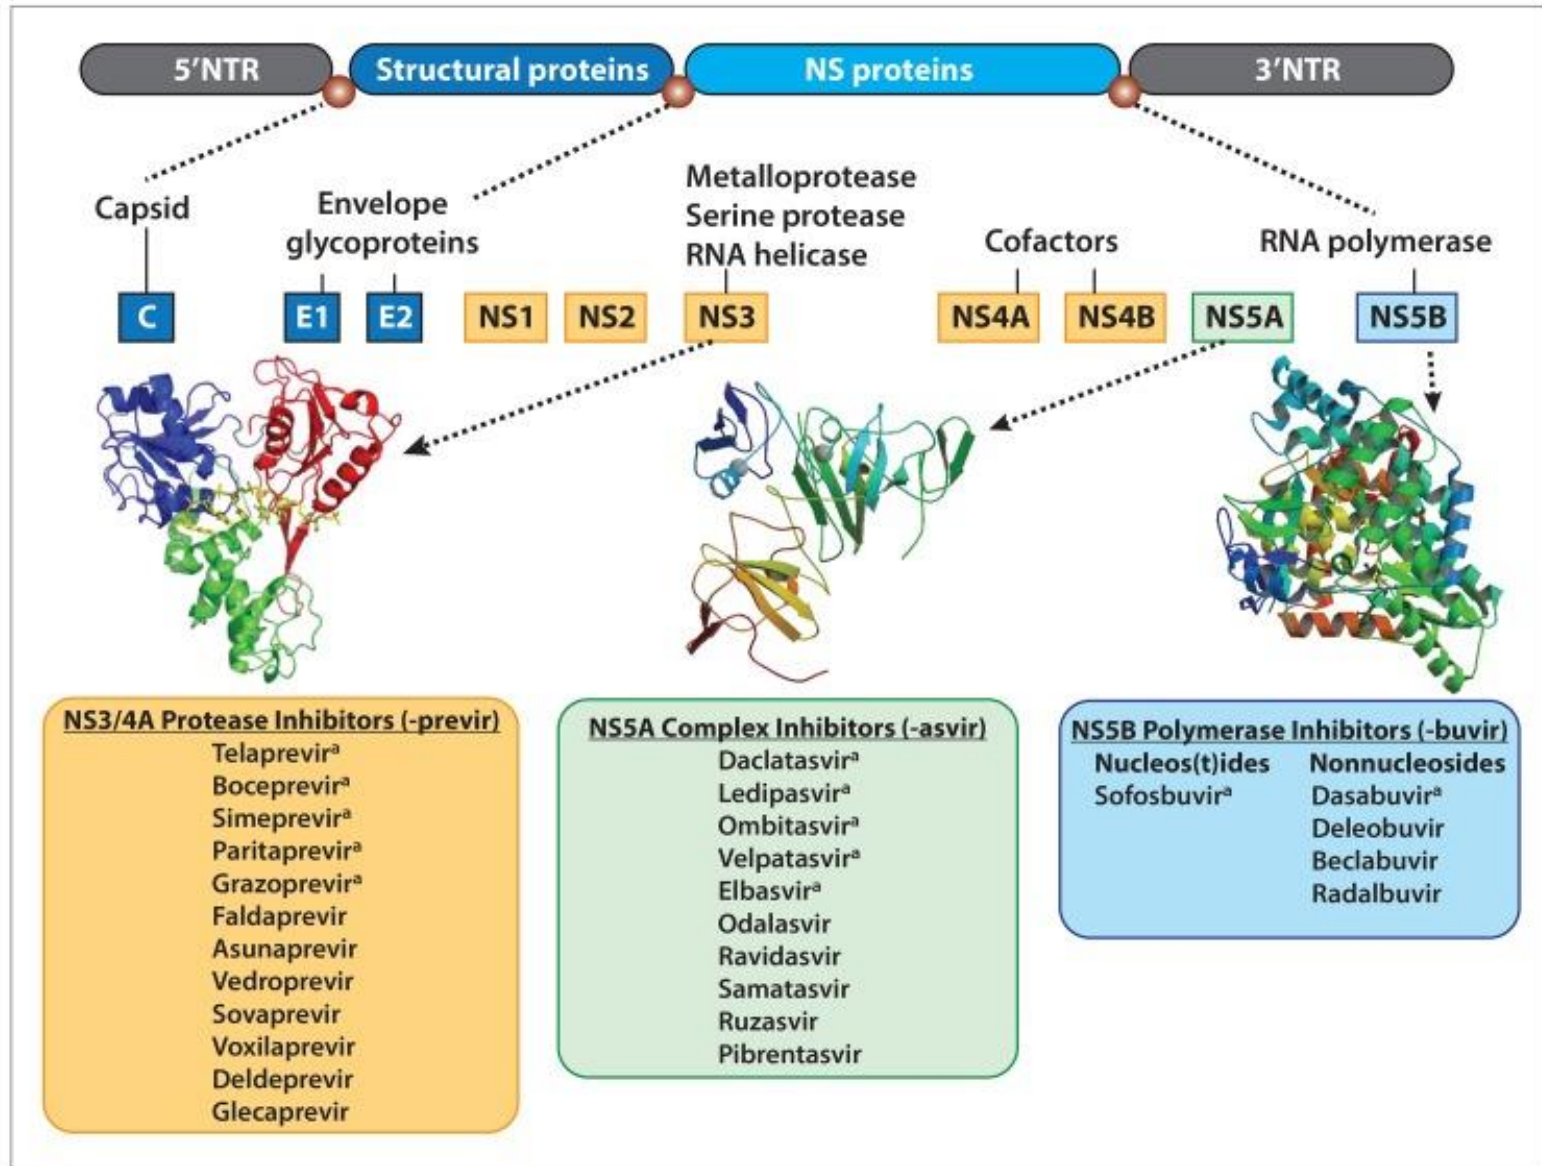 5’NTR
Structural proteins
NS proteins
3’NTR
Capsid
Envelope
glycoproteins
Metalloprotease
Serine protease
RNA helicase
Cofactors
RNA polymerase
C
E1
E2
NS1
NS2
NS3
NS4A
NS4B
NS5A
NS5B
NS3/4A Protease Inhibitors (-previr)
Telaprevirᵃ
Boceprevirᵃ
Simeprevirᵃ
Paritaprevirᵃ
Grazoprevirᵃ
Faldaprevir
Asunaprevir
Vedroprevir
Sovaprevir
Voxilaprevir
Deldeprevir
Glecaprevir
NS5A Complex Inhibitors (-asvir)
Daclatasvirᵃ
Ledipasvirᵃ
Ombitasvirᵃ
Velpatasvirᵃ
Elbasvirᵃ
Odalasvir
Ravidasvir
Samatasvir
Ruzasvir
Pibrentasvir
NS5B Polymerase Inhibitors (-buvir)
Nucleos(t)ides
Sofosbuvirᵃ
Nonnucleosides
Dasabuvirᵃ
Deleobuvir
Beclabuvir
Radalbuvir